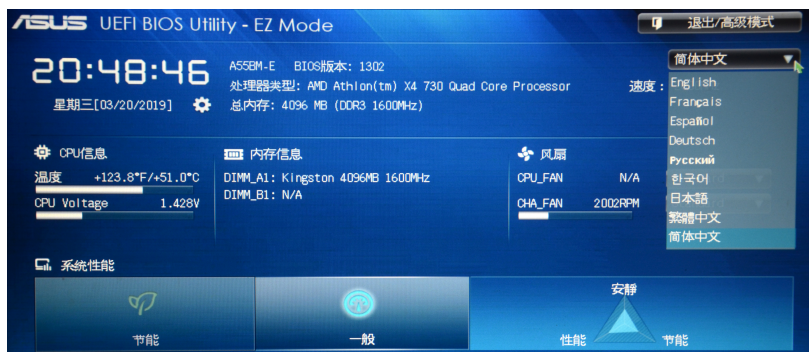 ASUS UEFI BIOS Utility - EZ Mode
退出/高级模式
20:48:46
星期三[03/20/2019]
A55BM-E BIOS版本: 1302
处理器类型: AMD Athlon(tm) X4 730 Quad Core Processor
速度:
总内存: 4096 MB (DDR3 1600MHz)
简体中文
English
Français
Español
Deutsch
Русский
한국어
日本語
繁體中文
简体中文
CPU信息
温度 +123.8°F/+51.0°C
CPU Voltage 1.428V
内存信息
DIMM_A1: Kingston 4096MB 1600MHz
DIMM_B1: N/A
风扇
CPU_FAN N/A
CHA_FAN 2002RPM
系统性能
节能
一般
安静
性能
节能